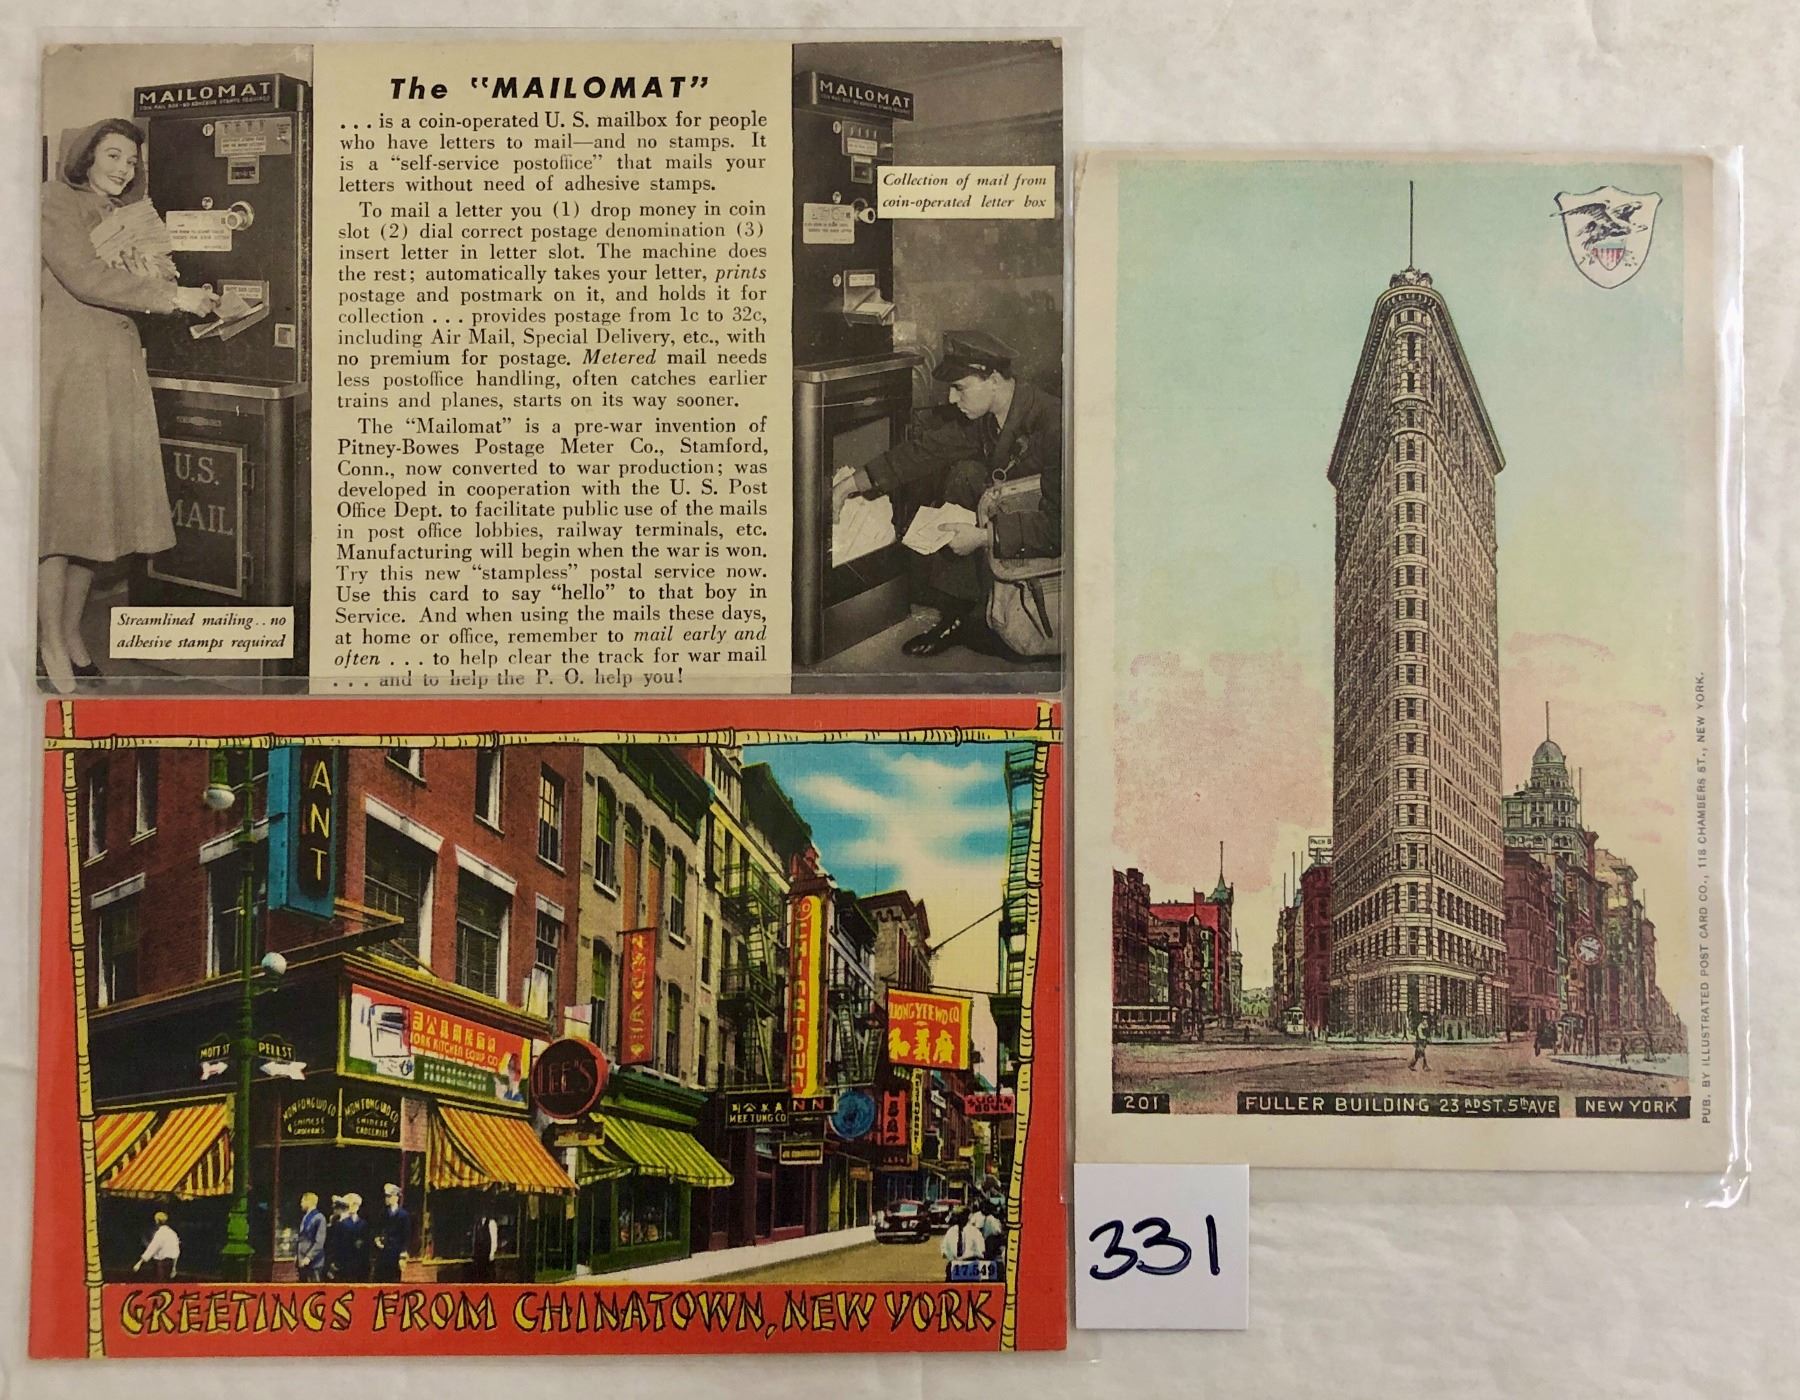 MAILOMAT
The "MAILOMAT"
. . . is a coin-operated U. S. mailbox for people
who have letters to mail—and no stamps. It
is a "self-service postoffice" that mails your
letters without need of adhesive stamps.
To mail a letter you (1) drop money in coin
slot (2) dial correct postage denomination (3)
insert letter in letter slot. The machine does
the rest; automatically takes your letter, prints
postage and postmark on it, and holds it for
collection . . . provides postage from 1c to 32c,
including Air Mail, Special Delivery, etc., with
no premium for postage. Metered mail needs
less postoffice handling, often catches earlier
trains and planes, starts on its way sooner.
The "Mailomat" is a pre-war invention of
Pitney-Bowes Postage Meter Co., Stamford,
Conn., now converted to war production; was
developed in cooperation with the U. S. Post
Office Dept. to facilitate public use of the mails
in post office lobbies, railway terminals, etc.
Manufacturing will begin when the war is won.
Try this new "stampless" postal service now.
Use this card to say "hello" to that boy in
Service. And when using the mails these days,
at home or office, remember to mail early and
often . . . to help clear the track for war mail
. . . and to help the P. O. help you!
U.S.
MAIL
Streamlined mailing . . no
adhesive stamps required
MAILOMAT
Collection of mail from
coin-operated letter box
201
FULLER BUILDING 23 RD ST. 5th AVE
NEW YORK
PUB. BY ILLUSTRATED POST CARD CO., 118 CHAMBERS ST., NEW YORK.
ANT
MOTT ST
PELL ST
YORK KITCHEN EQUIP CO
LEE'S
CHINATOWN
MEE TUNG CO
SUGAR
BOWL
17,549
GREETINGS FROM CHINATOWN, NEW YORK
331